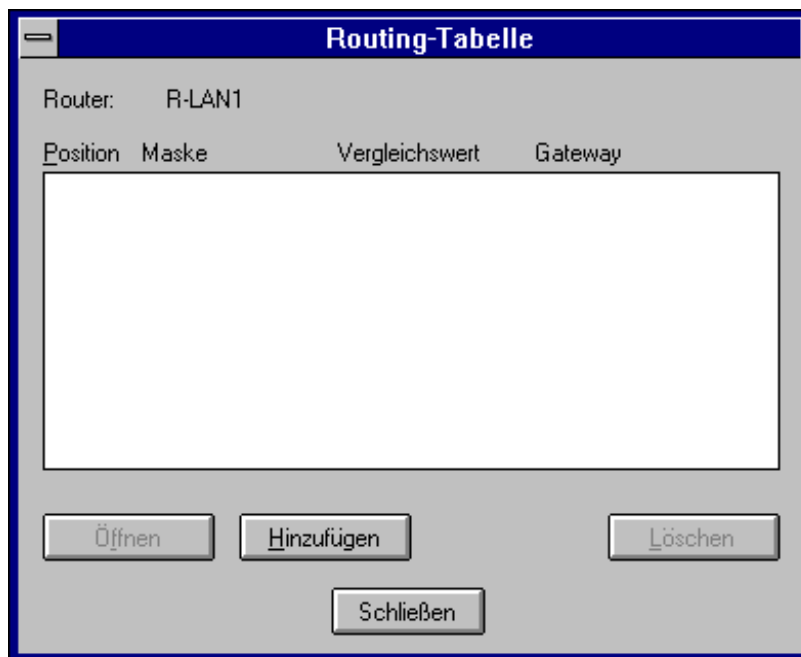 Routing-Tabelle
Router: R-LAN1
Position Maske Vergleichswert Gateway
Öffnen Hinzufügen Löschen
Schließen